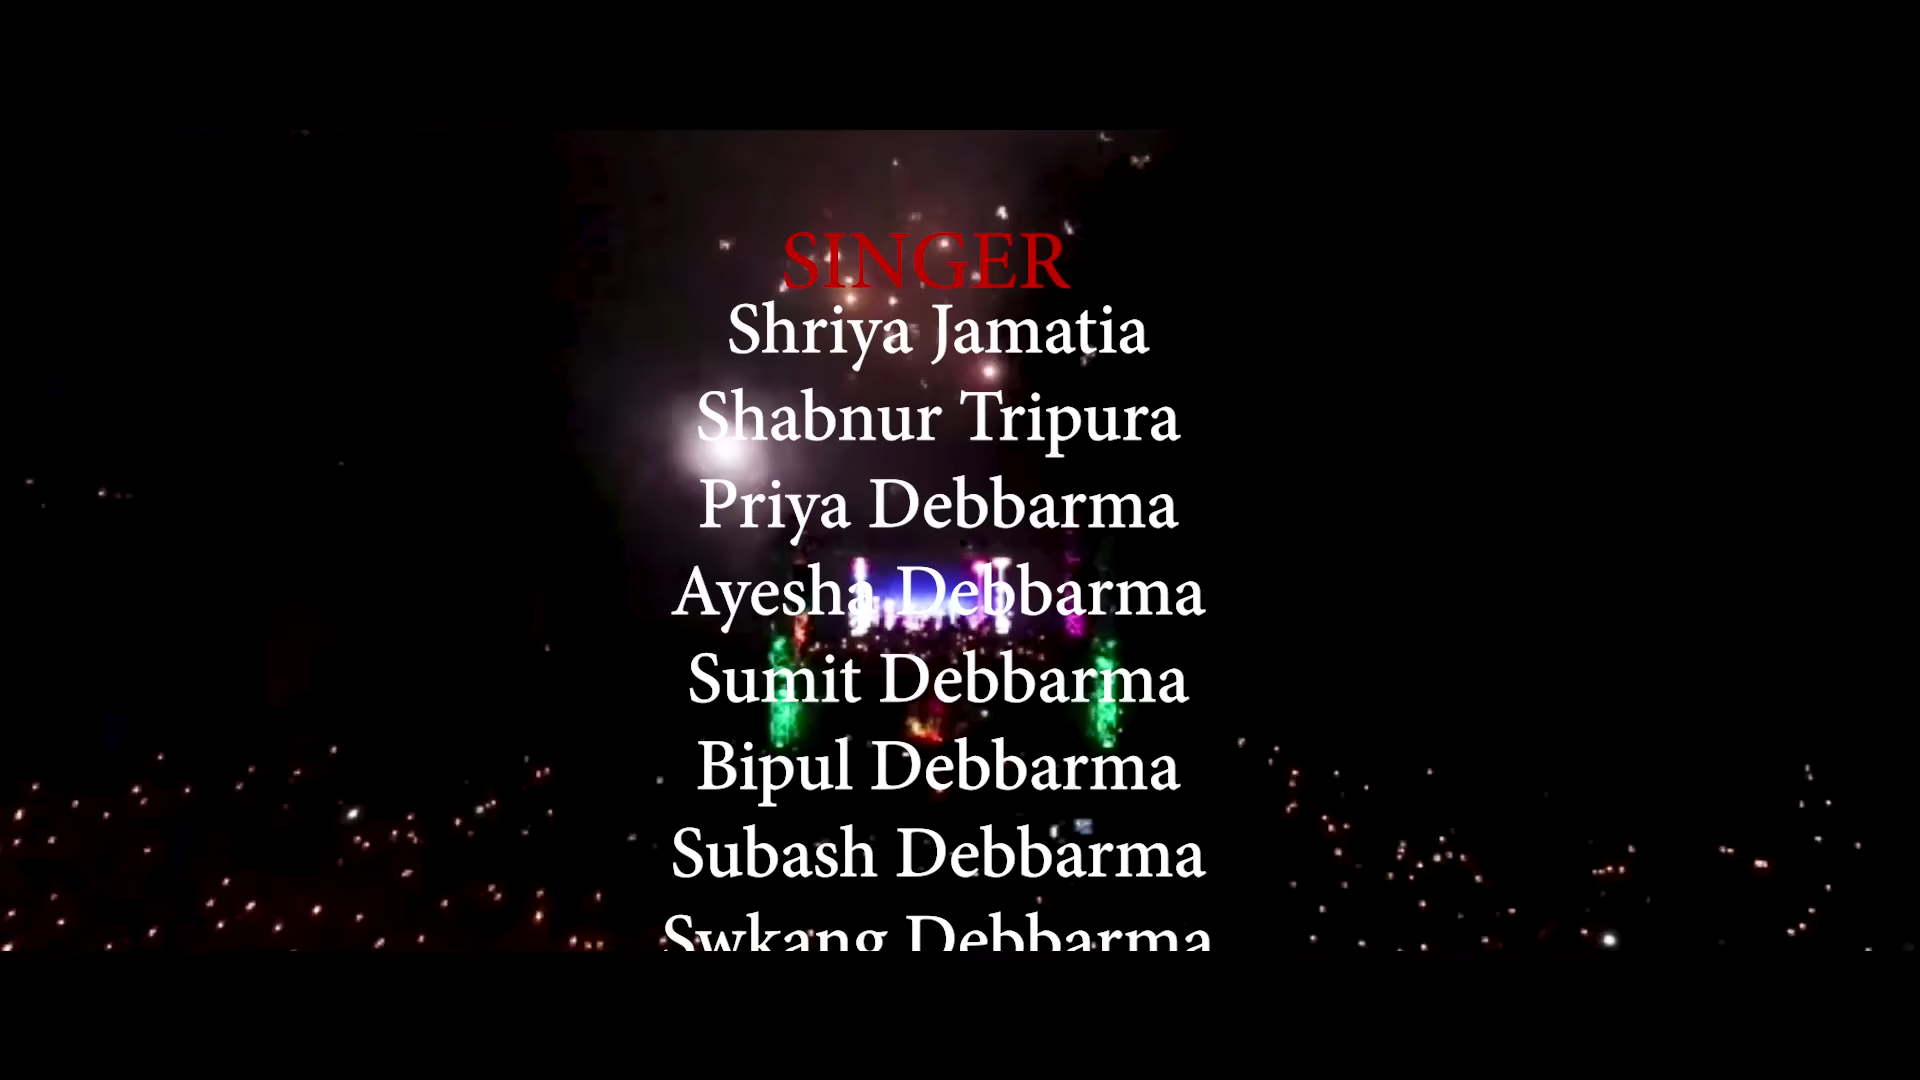 SINGER
Shriya Jamatia
Shabnur Tripura
Priya Debbarma
Ayesha Debbarma
Sumit Debbarma
Bipul Debbarma
Subash Debbarma
Swkang Debbarma